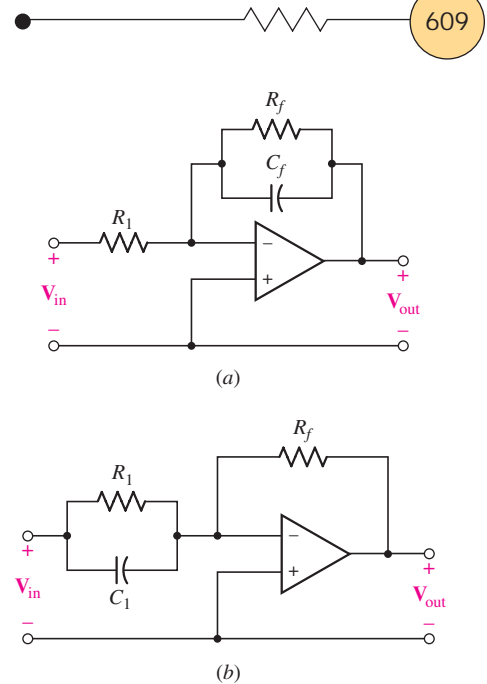 609
R_f
C_f
R_1
− 
+
+
V_in
+
V_out
−
−
(a)
R_f
R_1
−
+
+
V_in
C_1
+
V_out
−
−
(b)